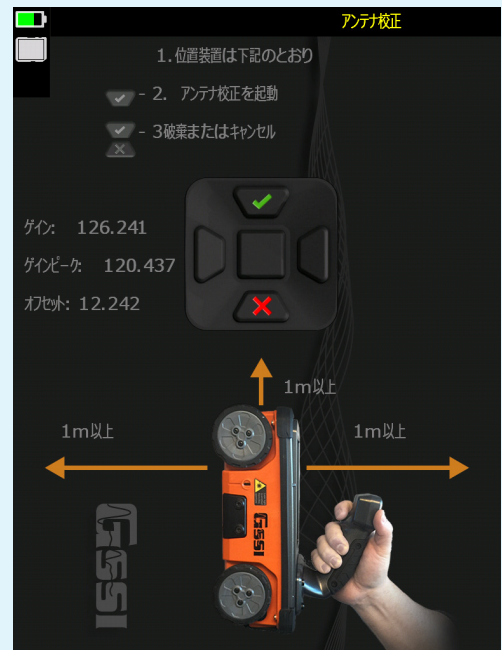 アンテナ校正
1.位置装置は下記のとおり
- 2. アンテナ校正を起動
- 3破棄またはキャンセル
ゲイン: 126.241
ゲインピーク: 120.437
オフセット: 12.242
1m以上
1m以上
1m以上
GSSI
GSSI